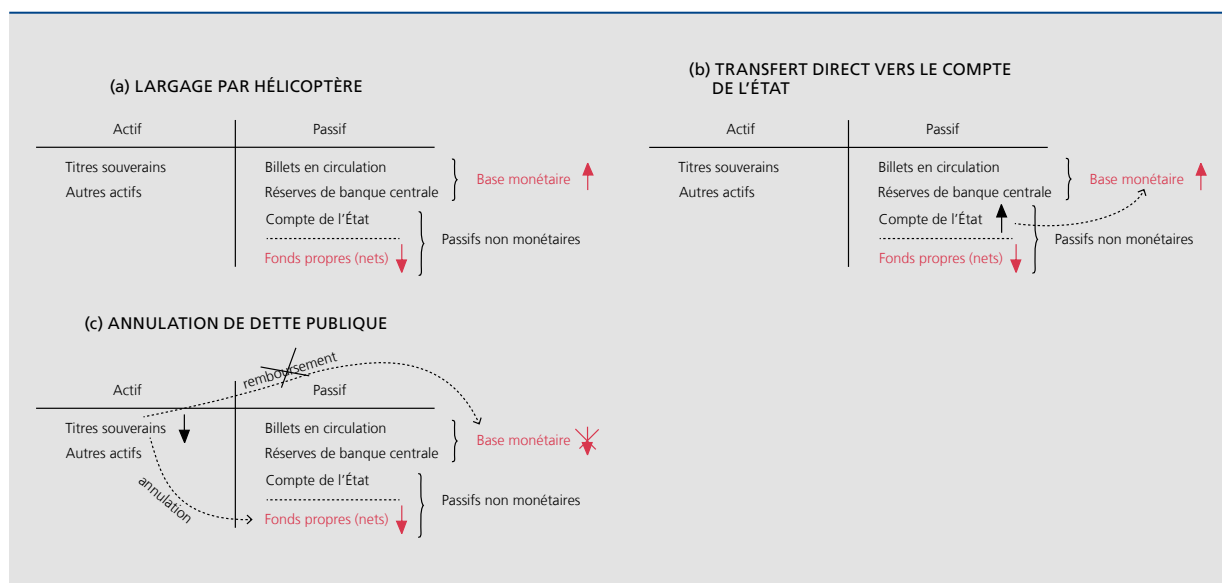 (a) LARGAGE PAR HÉLICOPTÈRE
Actif
Passif
Titres souverains
Autres actifs
Billets en circulation
Réserves de banque centrale
Base monétaire
Compte de l’État
Fonds propres (nets)
Passifs non monétaires
(b) TRANSFERT DIRECT VERS LE COMPTE
DE L’ÉTAT
Actif
Passif
Titres souverains
Autres actifs
Billets en circulation
Réserves de banque centrale
Base monétaire
Compte de l’État
Fonds propres (nets)
Passifs non monétaires
(c) ANNULATION DE DETTE PUBLIQUE
remboursement
Actif
Passif
Titres souverains
Autres actifs
Billets en circulation
Réserves de banque centrale
Base monétaire
annulation
Compte de l’État
Fonds propres (nets)
Passifs non monétaires